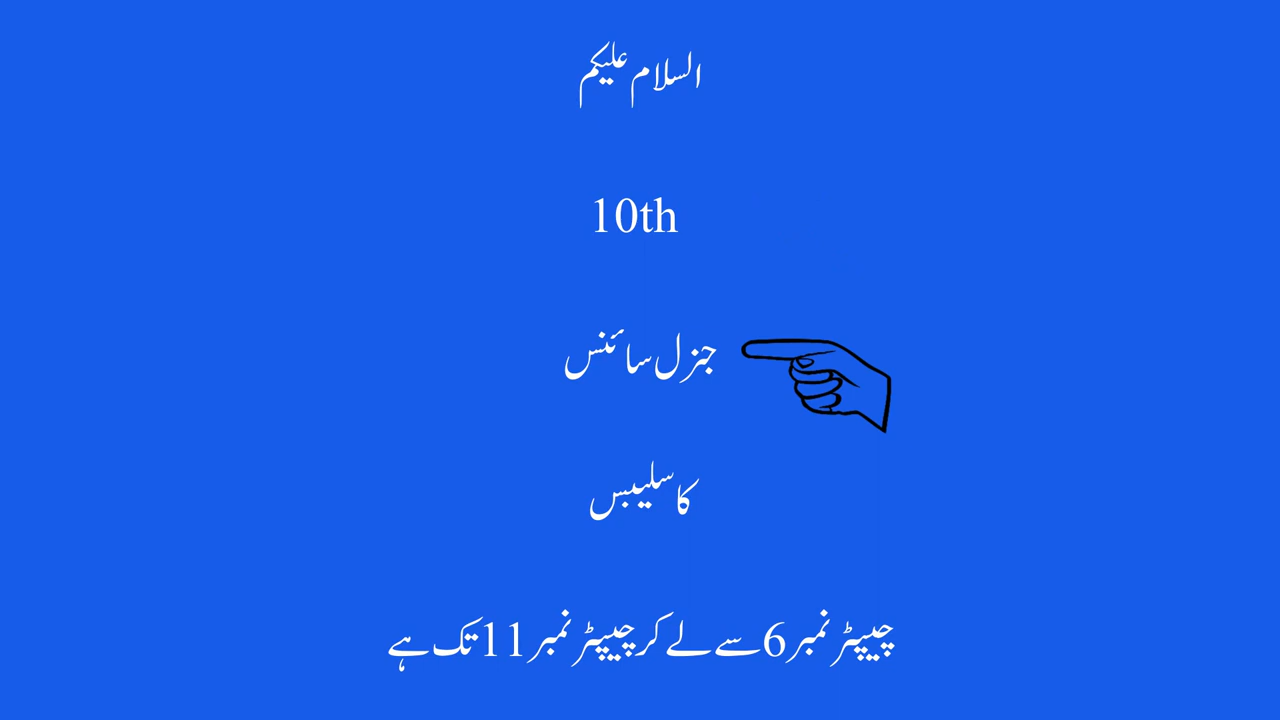 السلام علیکم
10th
جنرل سائنس
کا سلیبس
چیپٹر نمبر 6 سے لے کر چیپٹر نمبر 11 تک ہے